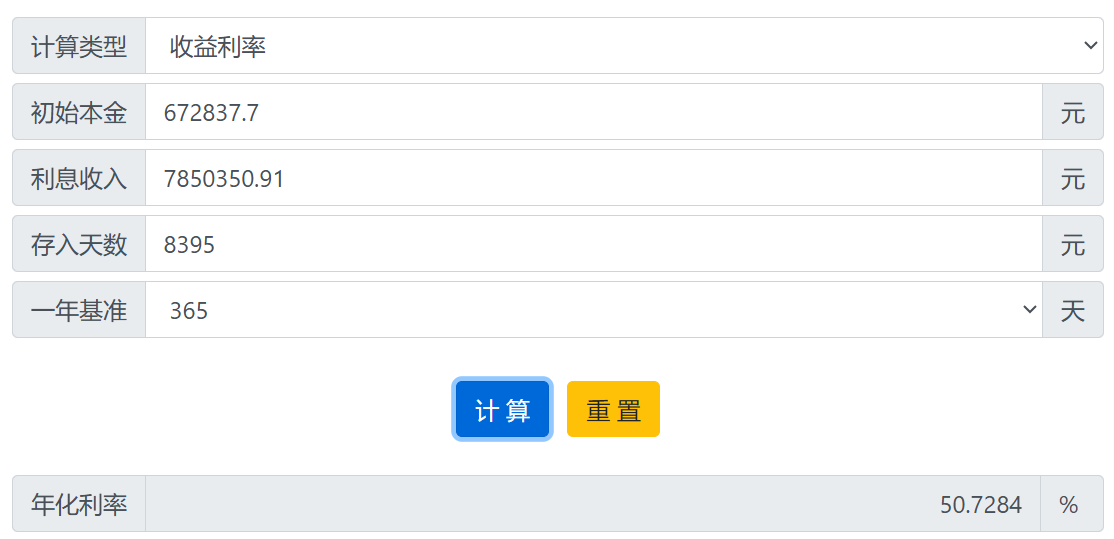 计算类型 收益利率
初始本金 672837.7 元
利息收入 7850350.91 元
存入天数 8395 元
一年基准 365 天
计算 重置
年化利率 50.7284 %